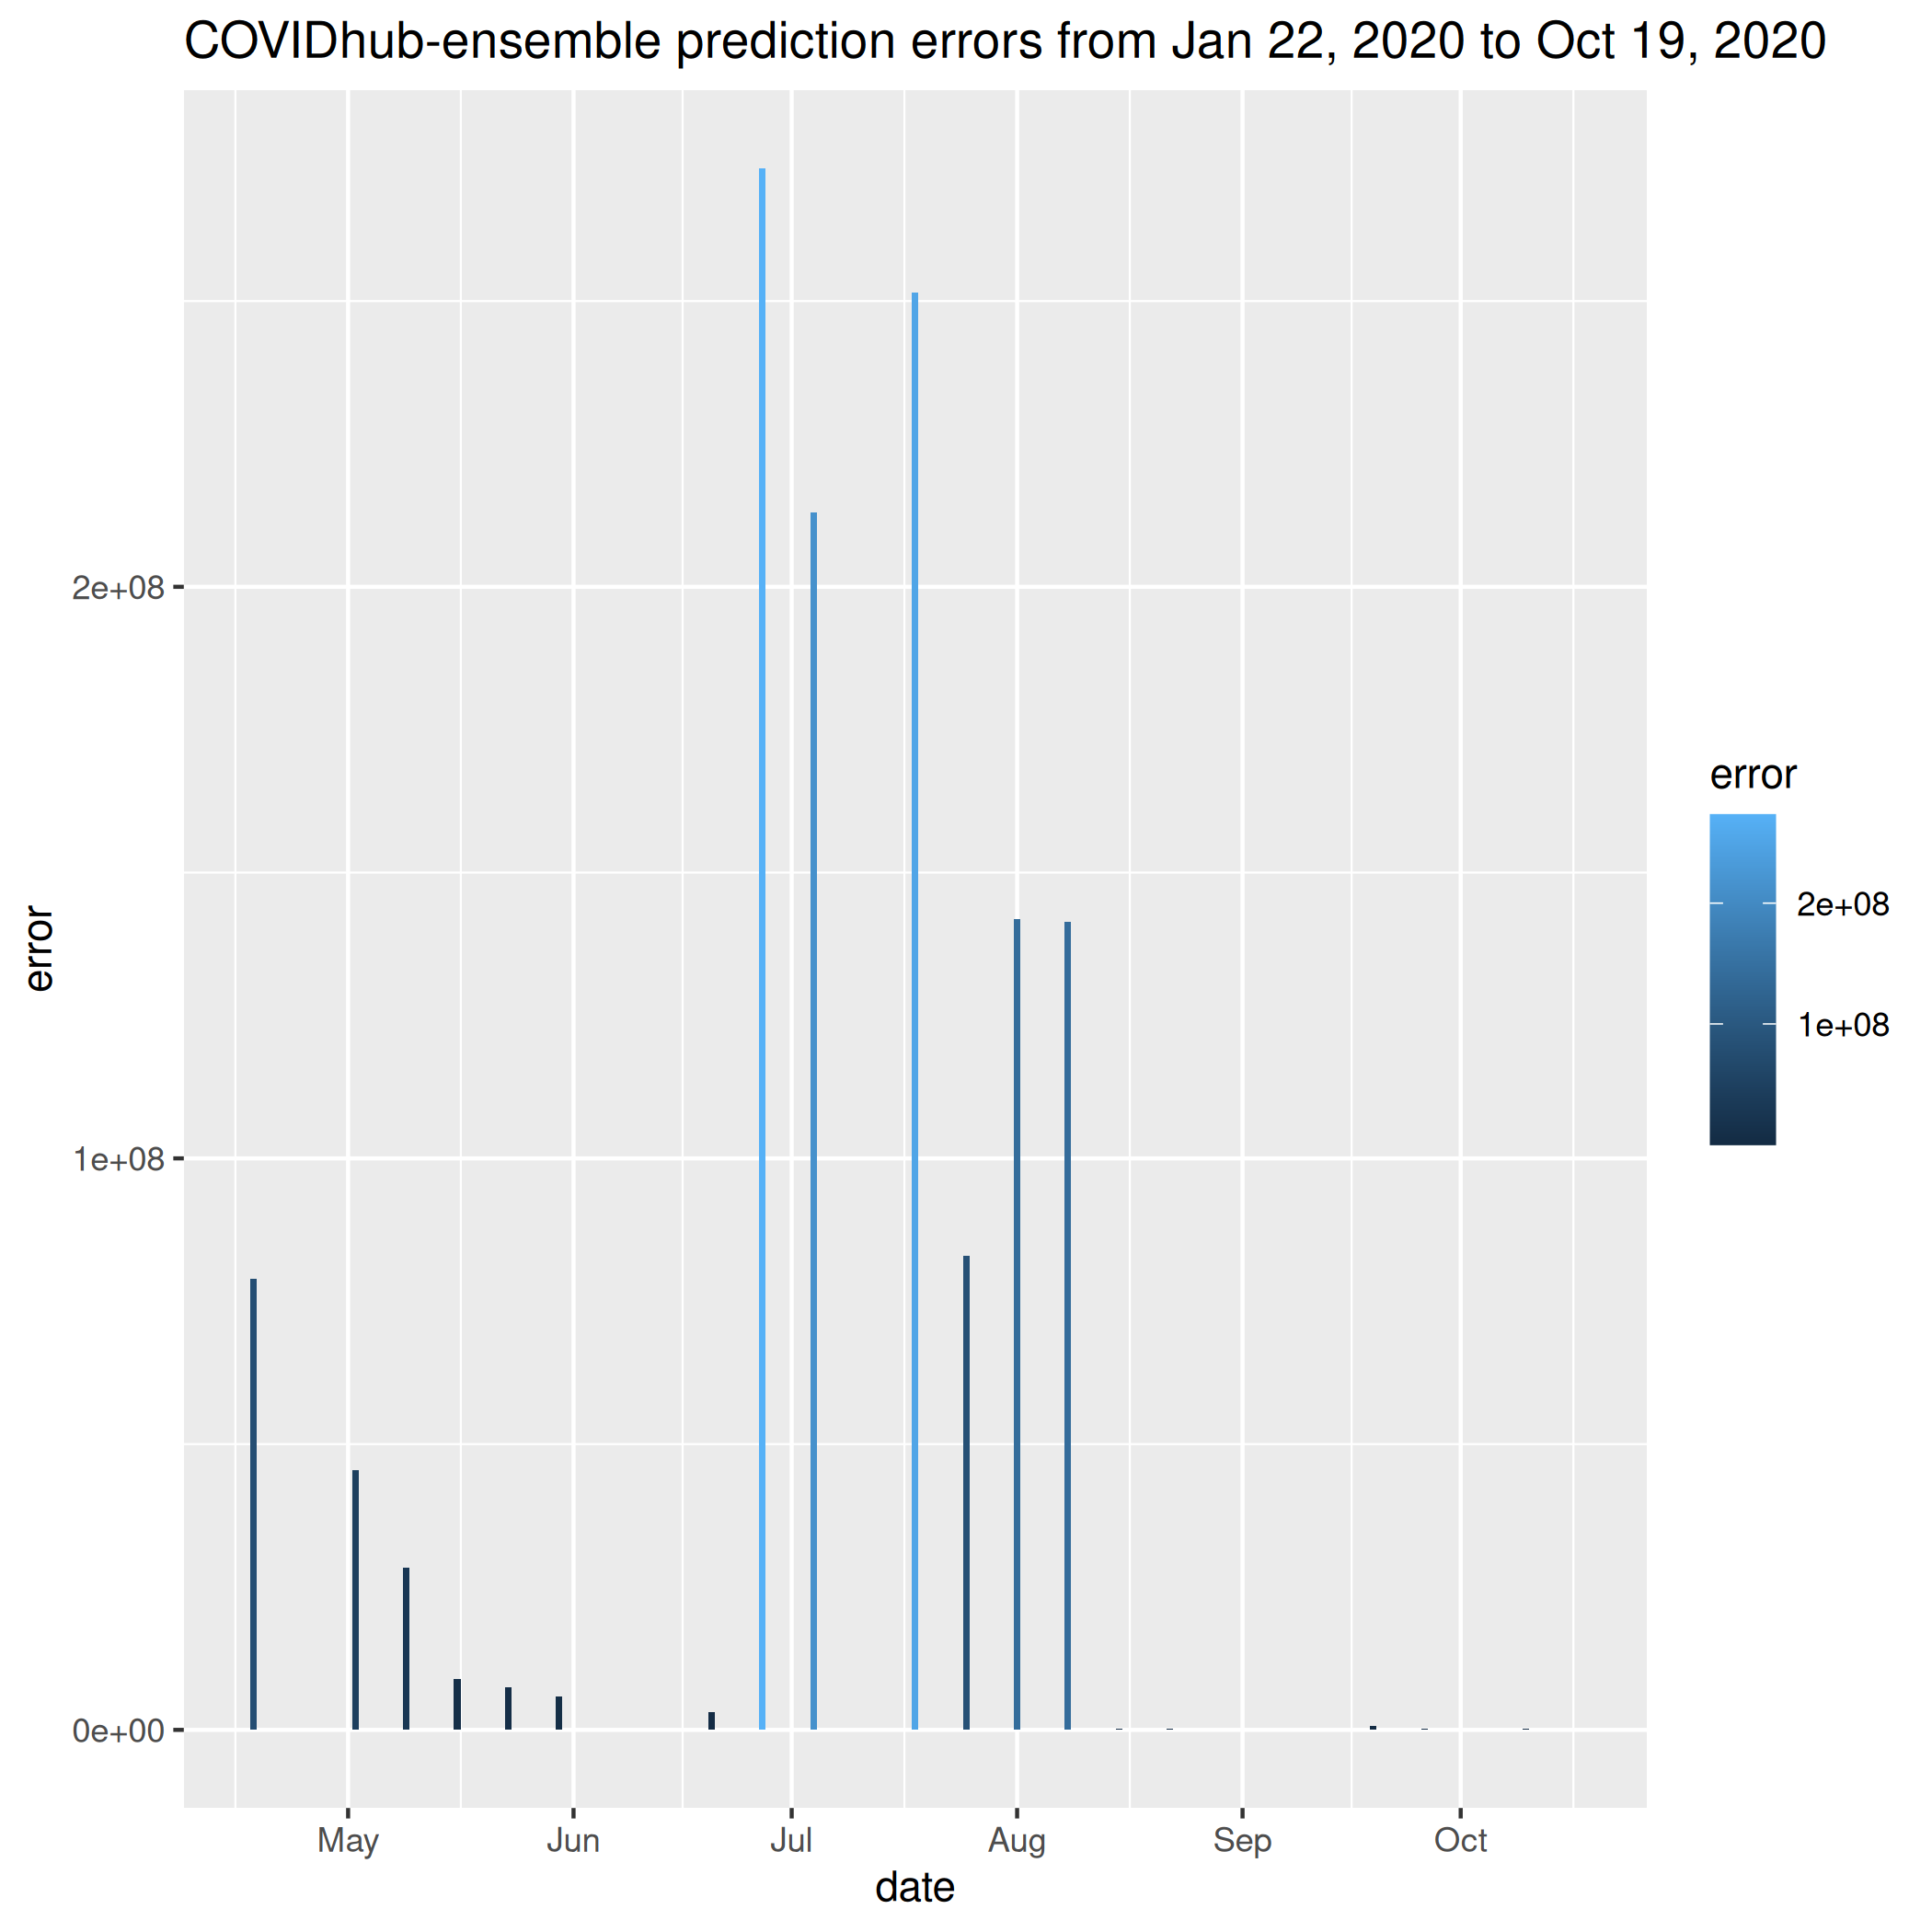 COVIDhub-ensemble prediction errors from Jan 22, 2020 to Oct 19, 2020
error
2e+08
1e+08
0e+00
May Jun Jul Aug Sep Oct
date
error
2e+08
1e+08